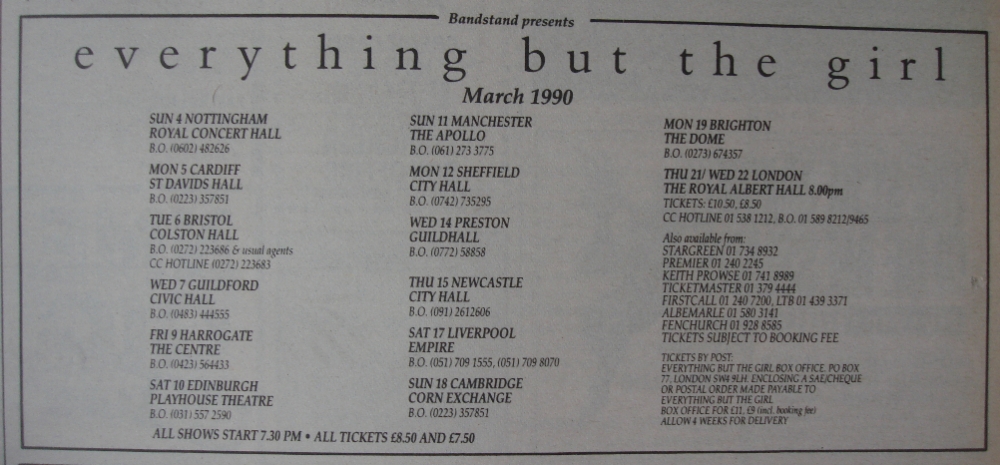 Bandstand presents
everything but the girl
March 1990
SUN 4 NOTTINGHAM
ROYAL CONCERT HALL
B.O. (0602) 482626
MON 5 CARDIFF
ST DAVIDS HALL
B.O. (0223) 357851
TUE 6 BRISTOL
COLSTON HALL
B.O. (0272) 223686 & usual agents
CC HOTLINE (0272) 223683
WED 7 GUILDFORD
CIVIC HALL
B.O. (0483) 444555
FRI 9 HARROGATE
THE CENTRE
B.O. (0423) 564433
SAT 10 EDINBURGH
PLAYHOUSE THEATRE
B.O. (031) 557 2590
SUN 11 MANCHESTER
THE APOLLO
B.O. (061) 273 3775
MON 12 SHEFFIELD
CITY HALL
B.O. (0742) 735295
WED 14 PRESTON
GUILDHALL
B.O. (0772) 58858
THU 15 NEWCASTLE
CITY HALL
B.O. (091) 2612606
SAT 17 LIVERPOOL
EMPIRE
B.O. (051) 709 1555, (051) 709 8070
SUN 18 CAMBRIDGE
CORN EXCHANGE
B.O. (0223) 357851
MON 19 BRIGHTON
THE DOME
B.O. (0273) 674357
THU 21/ WED 22 LONDON
THE ROYAL ALBERT HALL 8.00pm
TICKETS: £10.50, £8.50
CC HOTLINE 01 538 1212, B.O. 01 589 8212/9465
Also available from:
STARGREEN 01 734 8932
PREMIER 01 240 2245
KEITH PROWSE 01 741 8989
TICKETMASTER 01 379 4444
FIRSTCALL 01 240 7200, LTB 01 439 3371
ALBEMARLE 01 580 3141
FENCHURCH 01 928 8585
TICKETS SUBJECT TO BOOKING FEE
TICKETS BY POST:
EVERYTHING BUT THE GIRL BOX OFFICE, PO BOX
77, LONDON SW4 9LH. ENCLOSING A SAE/CHEQUE
OR POSTAL ORDER MADE PAYABLE TO
EVERYTHING BUT THE GIRL
BOX OFFICE FOR £11, £9 (incl. booking fee)
ALLOW 4 WEEKS FOR DELIVERY
ALL SHOWS START 7.30 PM • ALL TICKETS £8.50 AND £7.50